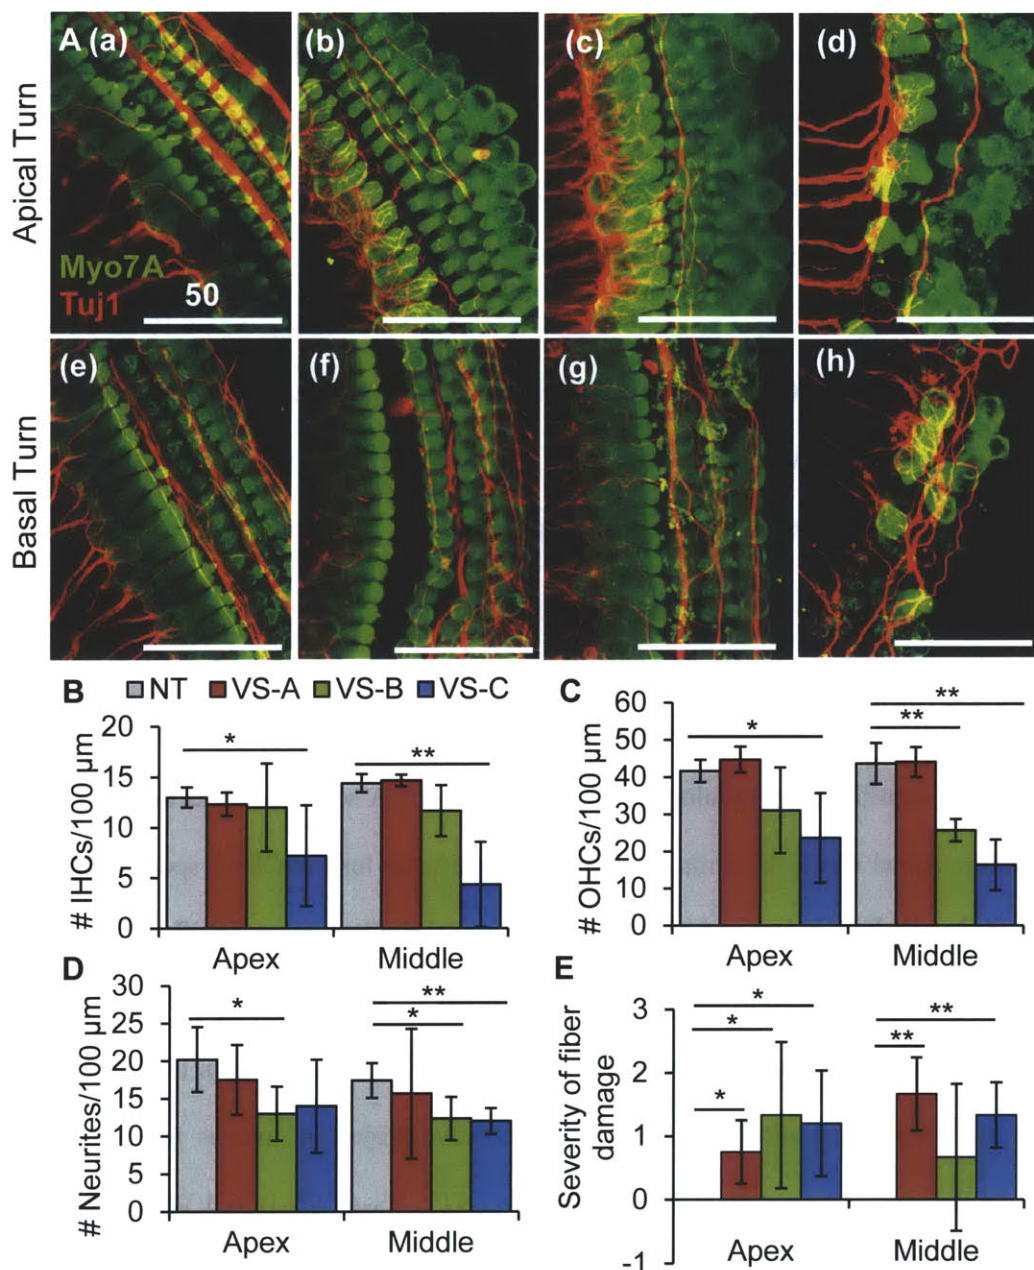 A (a)
(b)
(c)
(d)
Apical Turn
Myo7A
Tuj1
50
(e)
(f)
(g)
(h)
Basal Turn
B
NT
VS-A
VS-B
VS-C
# IHCs/100 µm
20
15
10
5
0
*
**
Apex
Middle
C
# OHCs/100 µm
60
50
40
30
20
10
0
*
**
**
Apex
Middle
D
# Neurites/100 µm
30
25
20
15
10
5
0
*
**
*
Apex
Middle
E
Severity of fiber
damage
3
2
1
0
-1
*
*
*
**
**
Apex
Middle